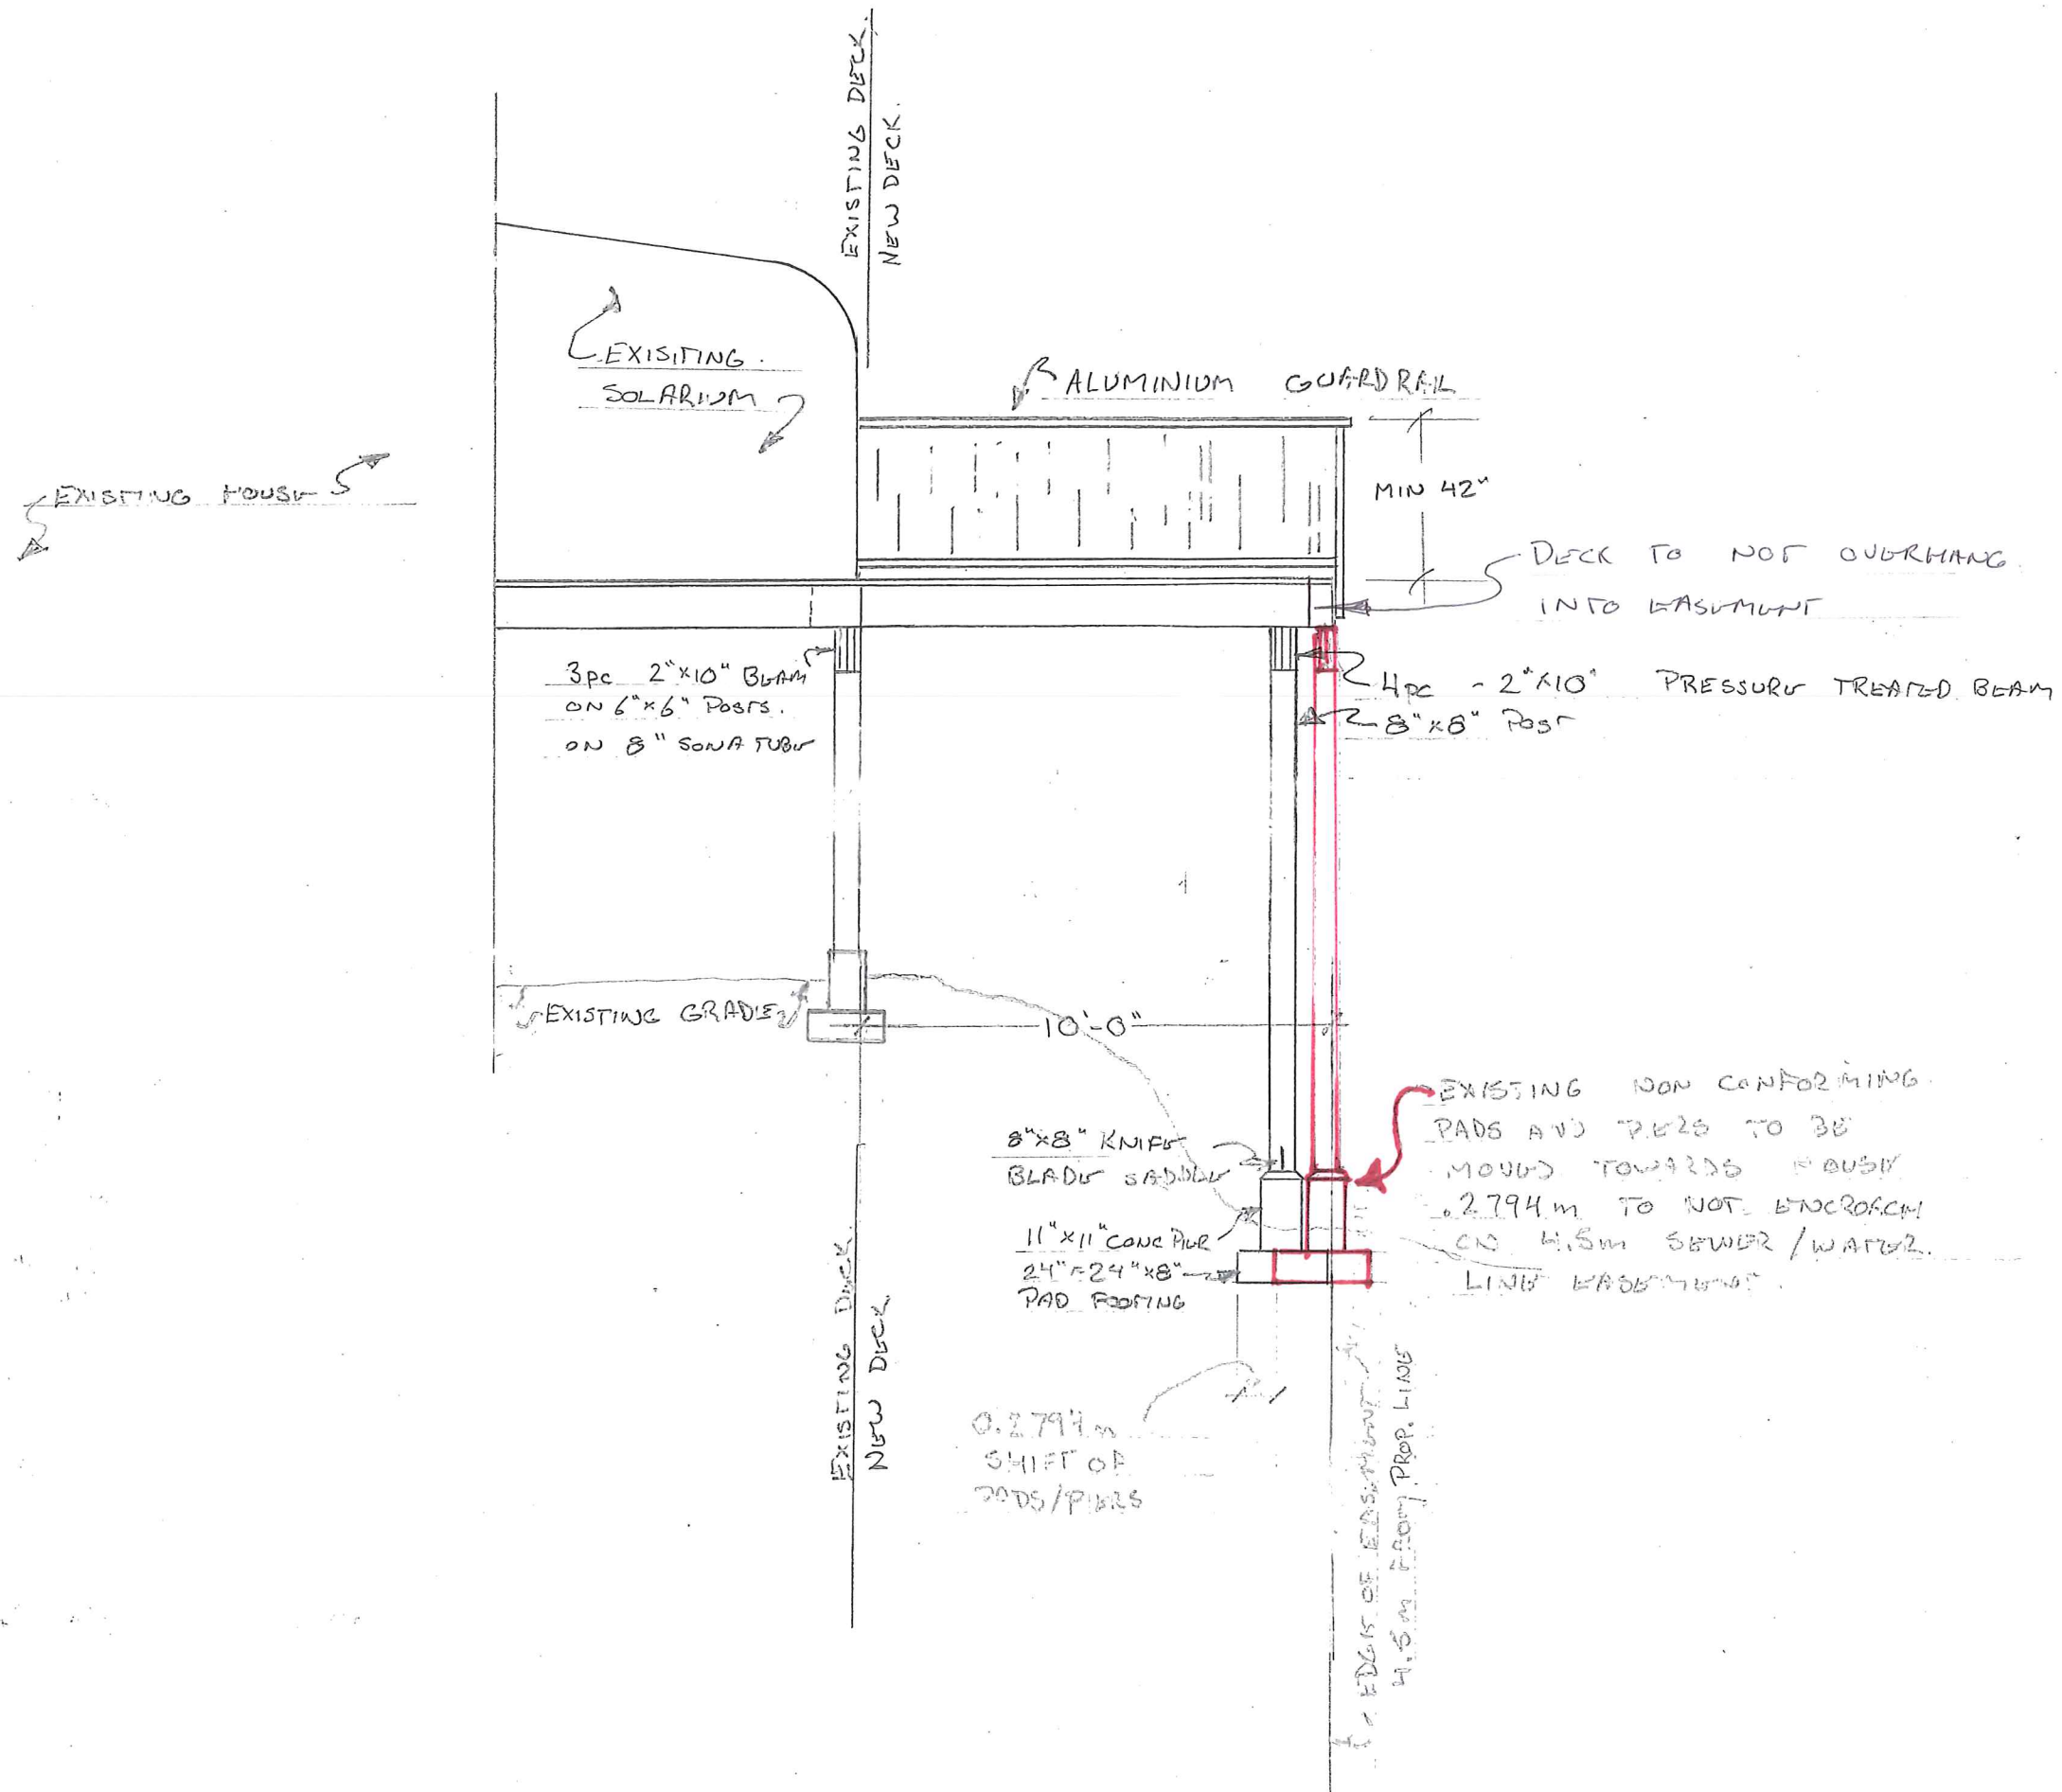 EXISTING DECK.
NEW DECK.
EXISITING.
SOLARIUM
ALUMINIUM GUARDRAIL
MIN 42"
EXISTING HOUSE
DECK TO NOT OVERHANG.
INTO EASEMENT
3pc 2"x10" BEAM
ON 6"x6" POSTS.
ON 8" SONA TUBE
4pc - 2"x10" PRESSURE TREATED BEAM
8"x8" POST
EXISTING GRADE
10'-0"
EXISTING NON CONFORMING.
PADS AND PIERS TO BE
MOVED TOWARDS HOUSE
.2794m TO NOT ENCROACH
ON 4.5m SEWER/WATER.
LINE EASEMENT.
8"x8" KNIFE
BLADE SADDLE
11"x11" CONC PIER
24"x24"x8"
PAD FOOTING
0.2794m
SHIFT OF
PADS/PIERS
EXISTING DECK
NEW DECK.
EDGE OF EASEMENT
4.5m FROM PROP. LINE